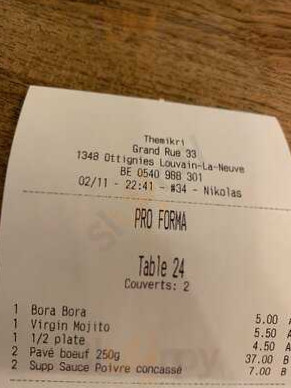 Themikri
Grand Rue 33
1348 Ottignies Louvain-La-Neuve
BE 0540 988 301
02/11 - 22:41 - #34 - Nikolas
PRO FORMA
Table 24
Couverts: 2
1 Bora Bora 5.00 A
1 Virgin Mojito 5.50 A
1 1/2 plate 4.50 A
2 Pavé boeuf 250g 37.00 B
2 Supp Sauce Poivre concassé 7.00 B